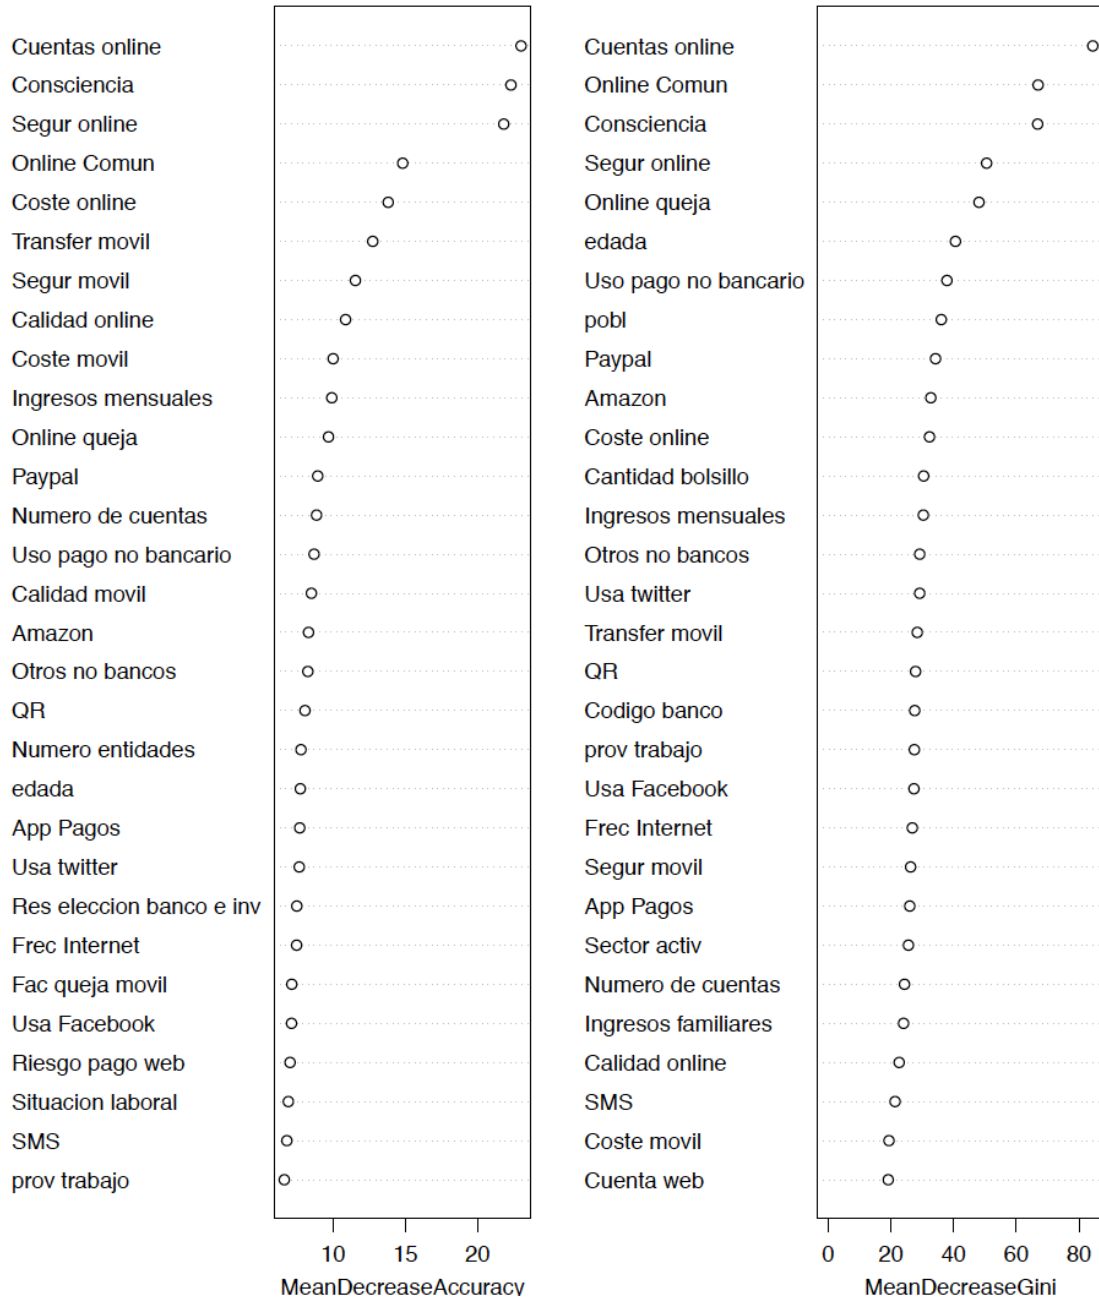 Cuentas online
Consciencia
Segur online
Online Comun
Coste online
Transfer movil
Segur movil
Calidad online
Coste movil
Ingresos mensuales
Online queja
Paypal
Numero de cuentas
Uso pago no bancario
Calidad movil
Amazon
Otros no bancos
QR
Numero entidades
edada
App Pagos
Usa twitter
Res eleccion banco e inv
Frec Internet
Fac queja movil
Usa Facebook
Riesgo pago web
Situacion laboral
SMS
prov trabajo
10 15 20
MeanDecreaseAccuracy
Cuentas online
Online Comun
Consciencia
Segur online
Online queja
edada
Uso pago no bancario
pobl
Paypal
Amazon
Coste online
Cantidad bolsillo
Ingresos mensuales
Otros no bancos
Usa twitter
Transfer movil
QR
Codigo banco
prov trabajo
Usa Facebook
Frec Internet
Segur movil
App Pagos
Sector activ
Numero de cuentas
Ingresos familiares
Calidad online
SMS
Coste movil
Cuenta web
0 20 40 60 80
MeanDecreaseGini